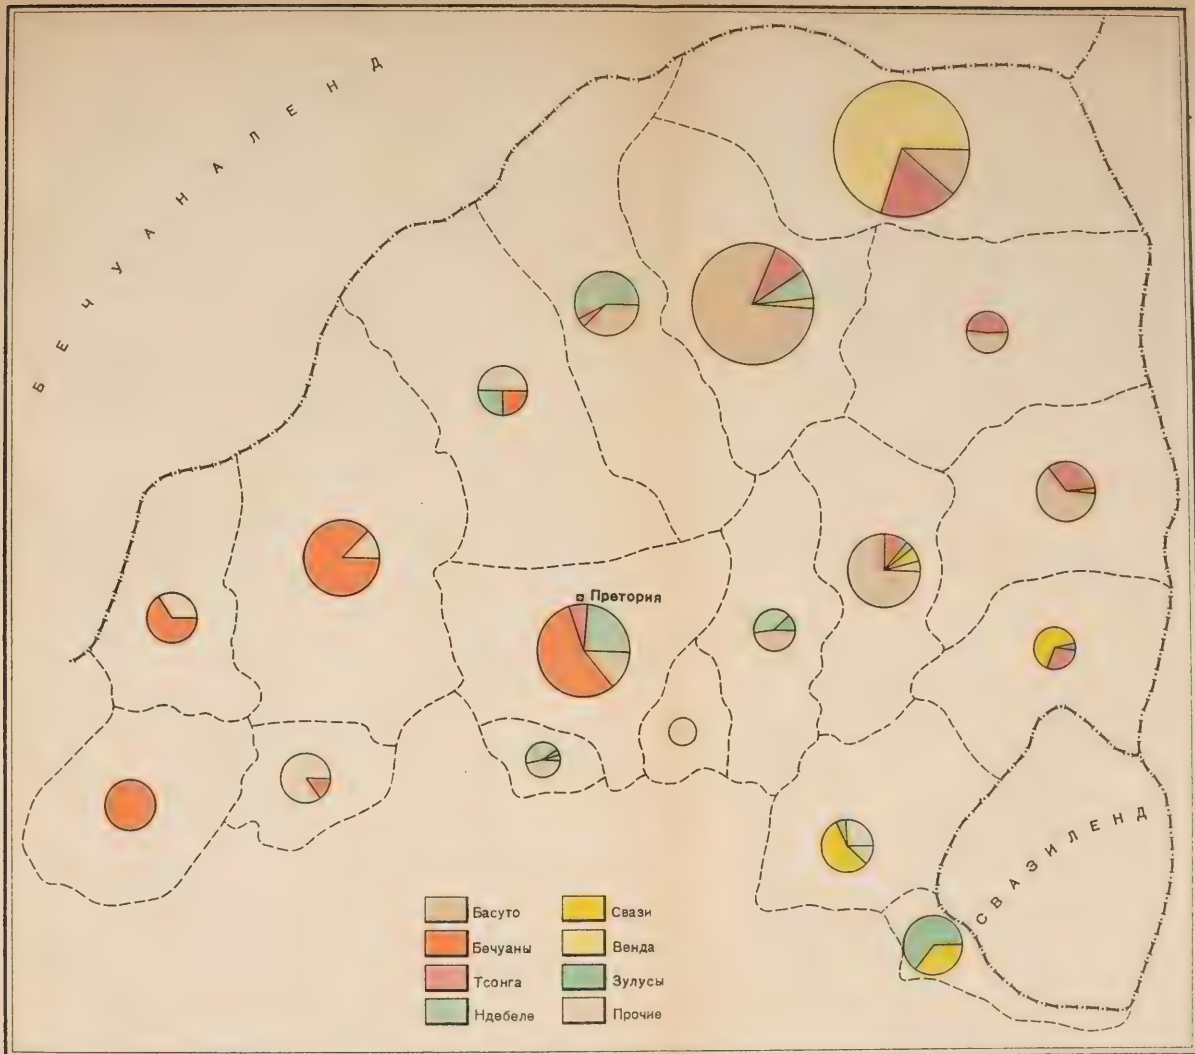 БЕЧУАНАЛЕНД
Претория
СВАЗИЛЕНД
Басуто
Бечуаны
Тсонга
Ндебеле
Свази
Венда
Зулусы
Прочие